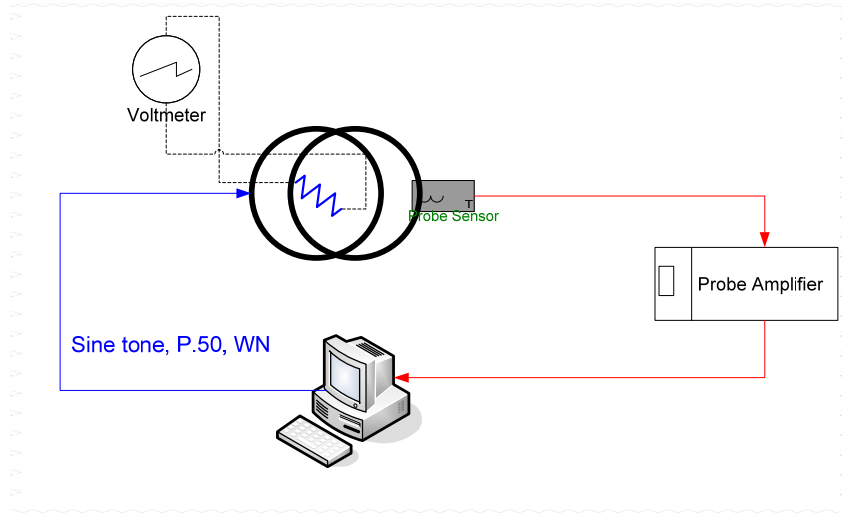 Voltmeter
T
Probe Sensor
Probe Amplifier
Sine tone, P.50, WN